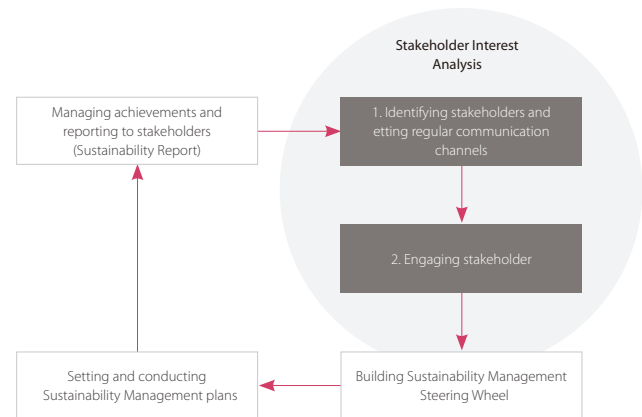 Stakeholder Interest
Analysis
Managing achievements and
reporting to stakeholders
(Sustainability Report)
1. Identifying stakeholders and
etting regular communication
channels
2. Engaging stakeholder
Building Sustainability Management
Steering Wheel
Setting and conducting
Sustainability Management plans